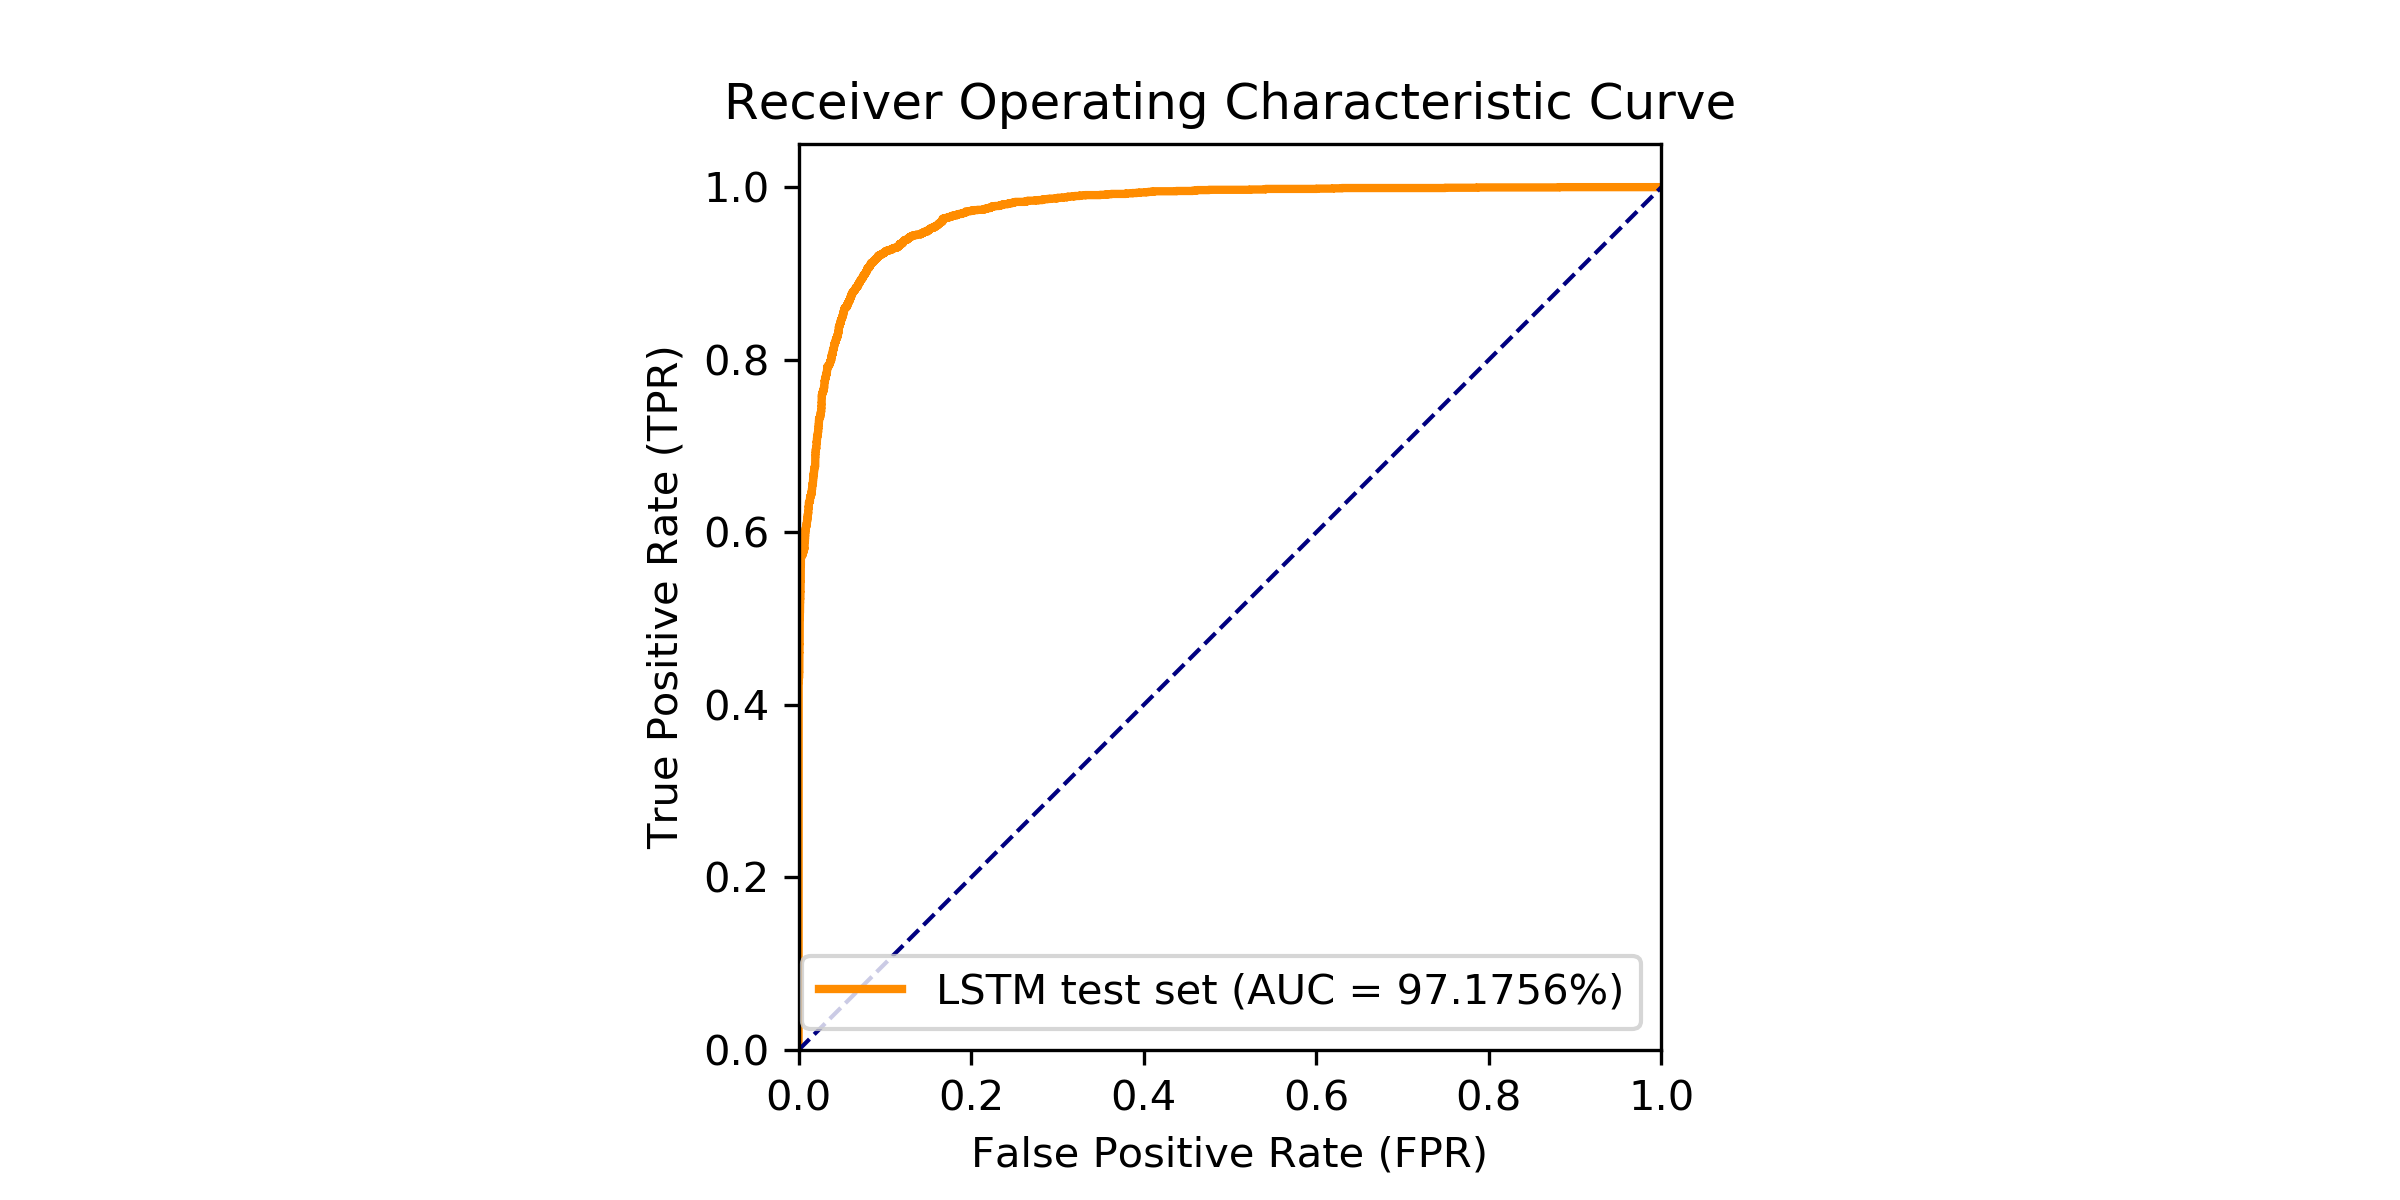 Receiver Operating Characteristic Curve
True Positive Rate (TPR)
1.0
0.8
0.6
0.4
0.2
0.0
LSTM test set (AUC = 97.1756%)
0.0 0.2 0.4 0.6 0.8 1.0
False Positive Rate (FPR)